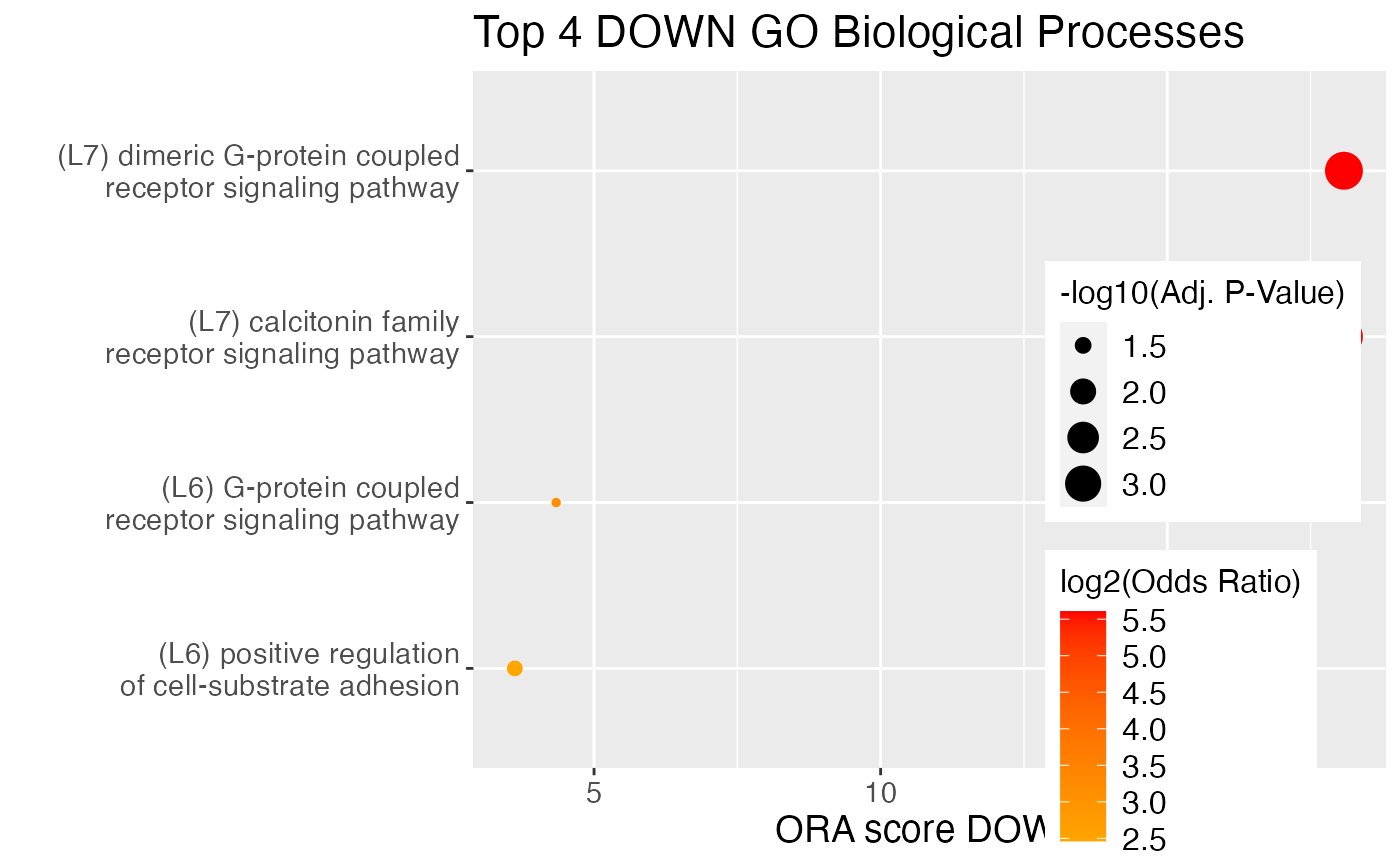 Top 4 DOWN GO Biological Processes
(L7) dimeric G-protein coupled
receptor signaling pathway
(L7) calcitonin family
receptor signaling pathway
(L6) G-protein coupled
receptor signaling pathway
(L6) positive regulation
of cell-substrate adhesion
-log10(Adj. P-Value)
1.5
2.0
2.5
3.0
log2(Odds Ratio)
5.5
5.0
4.5
4.0
3.5
3.0
2.5
5
10
ORA score DOW